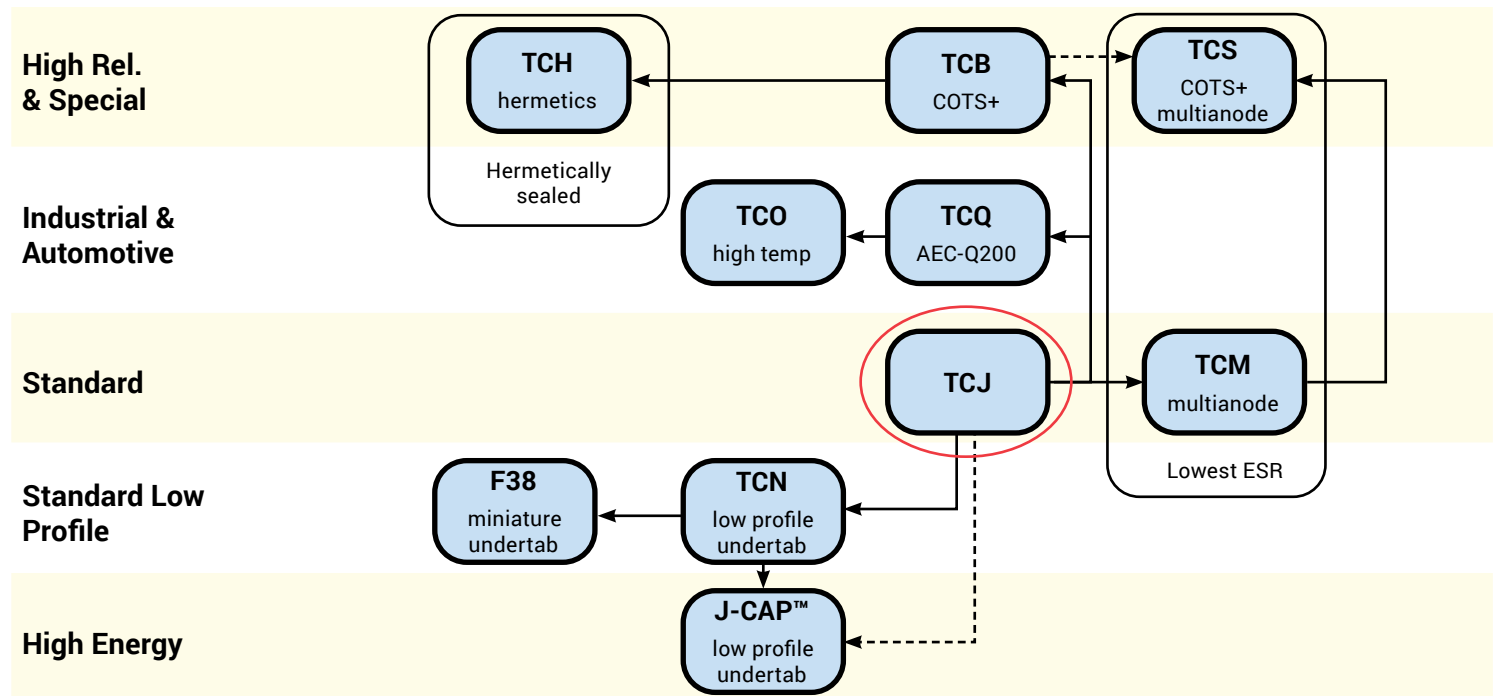 High Rel.
& Special
TCH
hermetics
Hermetically
sealed
TCB
COTS+
TCS
COTS+
multianode
Industrial &
Automotive
TCO
high temp
TCQ
AEC-Q200
Standard
TCJ
TCM
multianode
Lowest ESR
Standard Low
Profile
F38
miniature
undertab
TCN
low profile
undertab
High Energy
J-CAP™
low profile
undertab